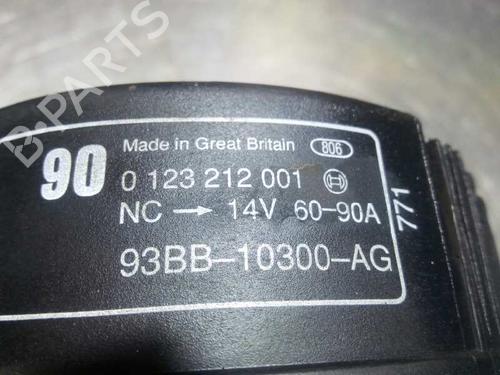 B-PARTS
90
Made in Great Britain 806
0 123 212 001
NC → 14V 60-90A
93BB-10300-AG
771